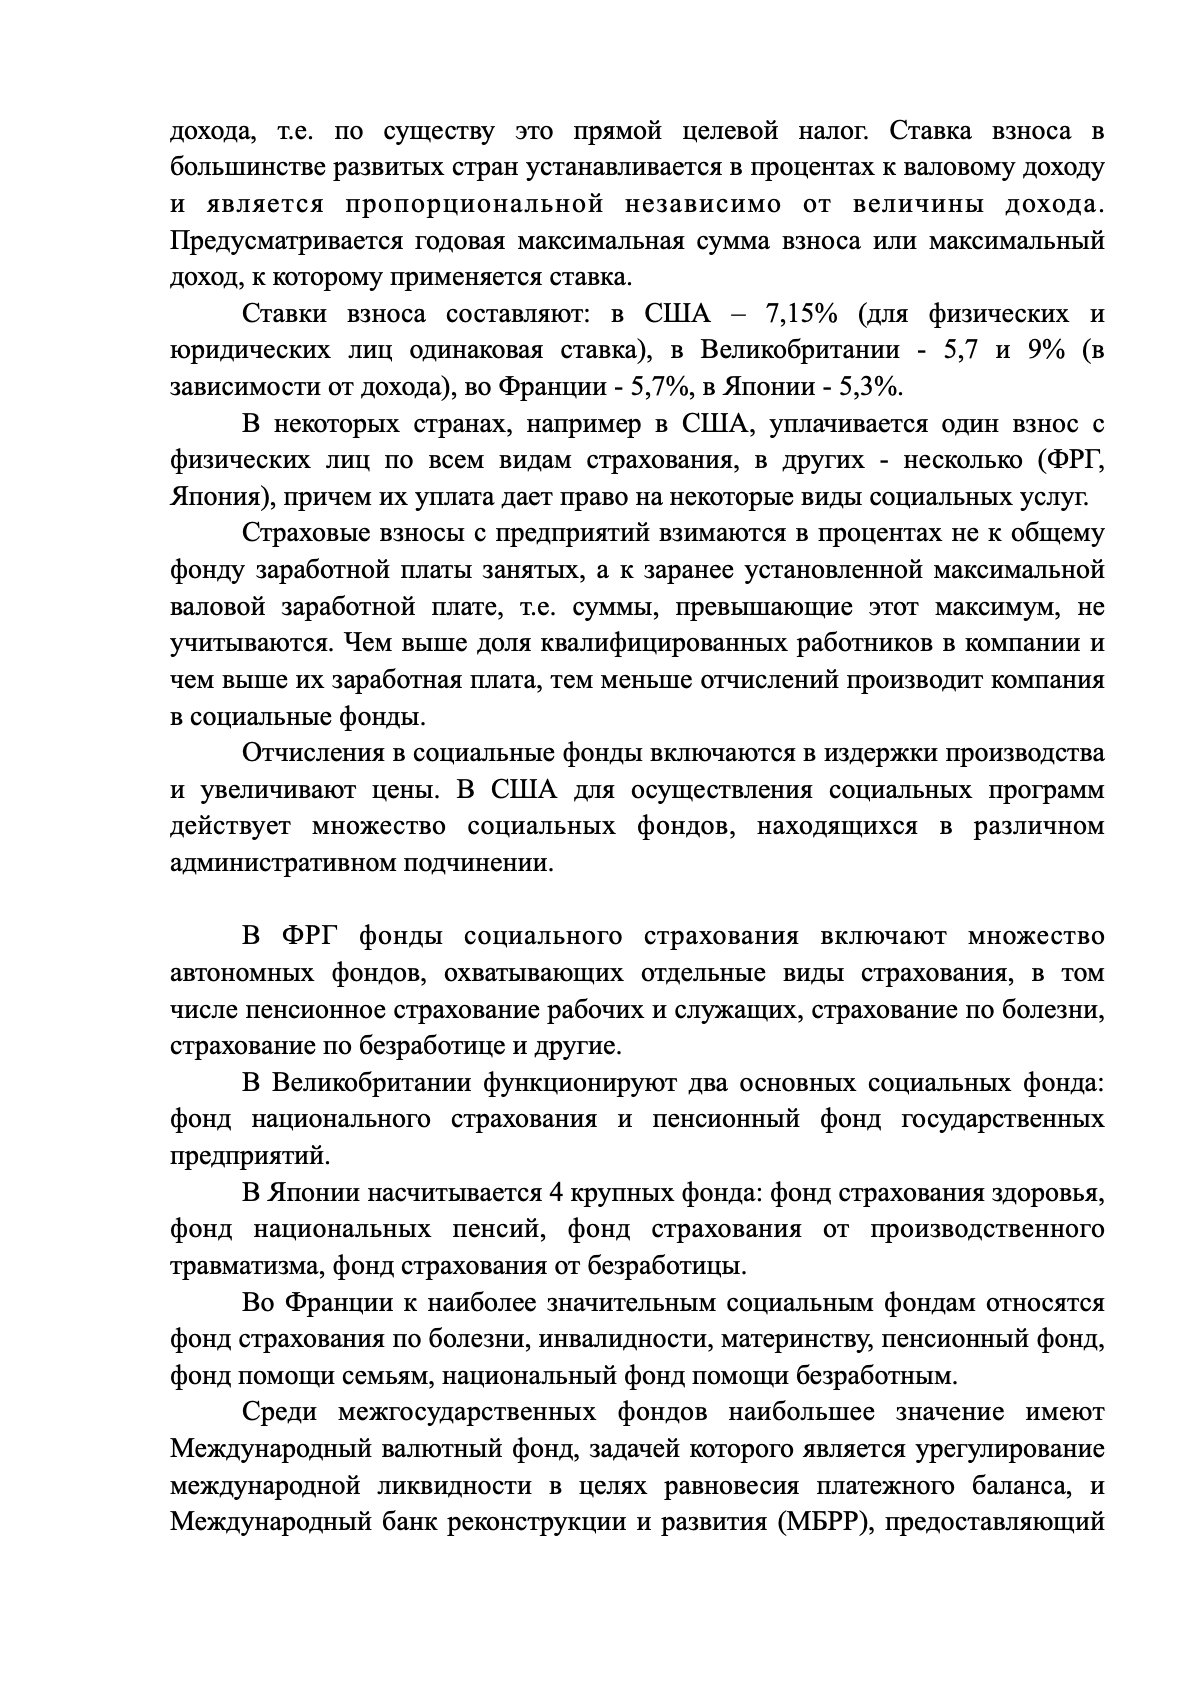 дохода, т.е. по существу это прямой целевой налог. Ставка взноса в
большинстве развитых стран устанавливается в процентах к валовому доходу
и является пропорциональной независимо от величины дохода.
Предусматривается годовая максимальная сумма взноса или максимальный
доход, к которому применяется ставка.
Ставки взноса составляют: в США – 7,15% (для физических и
юридических лиц одинаковая ставка), в Великобритании - 5,7 и 9% (в
зависимости от дохода), во Франции - 5,7%, в Японии - 5,3%.
В некоторых странах, например в США, уплачивается один взнос с
физических лиц по всем видам страхования, в других - несколько (ФРГ,
Япония), причем их уплата дает право на некоторые виды социальных услуг.
Страховые взносы с предприятий взимаются в процентах не к общему
фонду заработной платы занятых, а к заранее установленной максимальной
валовой заработной плате, т.е. суммы, превышающие этот максимум, не
учитываются. Чем выше доля квалифицированных работников в компании и
чем выше их заработная плата, тем меньше отчислений производит компания
в социальные фонды.
Отчисления в социальные фонды включаются в издержки производства
и увеличивают цены. В США для осуществления социальных программ
действует множество социальных фондов, находящихся в различном
административном подчинении.
В ФРГ фонды социального страхования включают множество
автономных фондов, охватывающих отдельные виды страхования, в том
числе пенсионное страхование рабочих и служащих, страхование по болезни,
страхование по безработице и другие.
В Великобритании функционируют два основных социальных фонда:
фонд национального страхования и пенсионный фонд государственных
предприятий.
В Японии насчитывается 4 крупных фонда: фонд страхования здоровья,
фонд национальных пенсий, фонд страхования от производственного
травматизма, фонд страхования от безработицы.
Во Франции к наиболее значительным социальным фондам относятся
фонд страхования по болезни, инвалидности, материнству, пенсионный фонд,
фонд помощи семьям, национальный фонд помощи безработным.
Среди межгосударственных фондов наибольшее значение имеют
Международный валютный фонд, задачей которого является урегулирование
международной ликвидности в целях равновесия платежного баланса, и
Международный банк реконструкции и развития (МБРР), предоставляющий